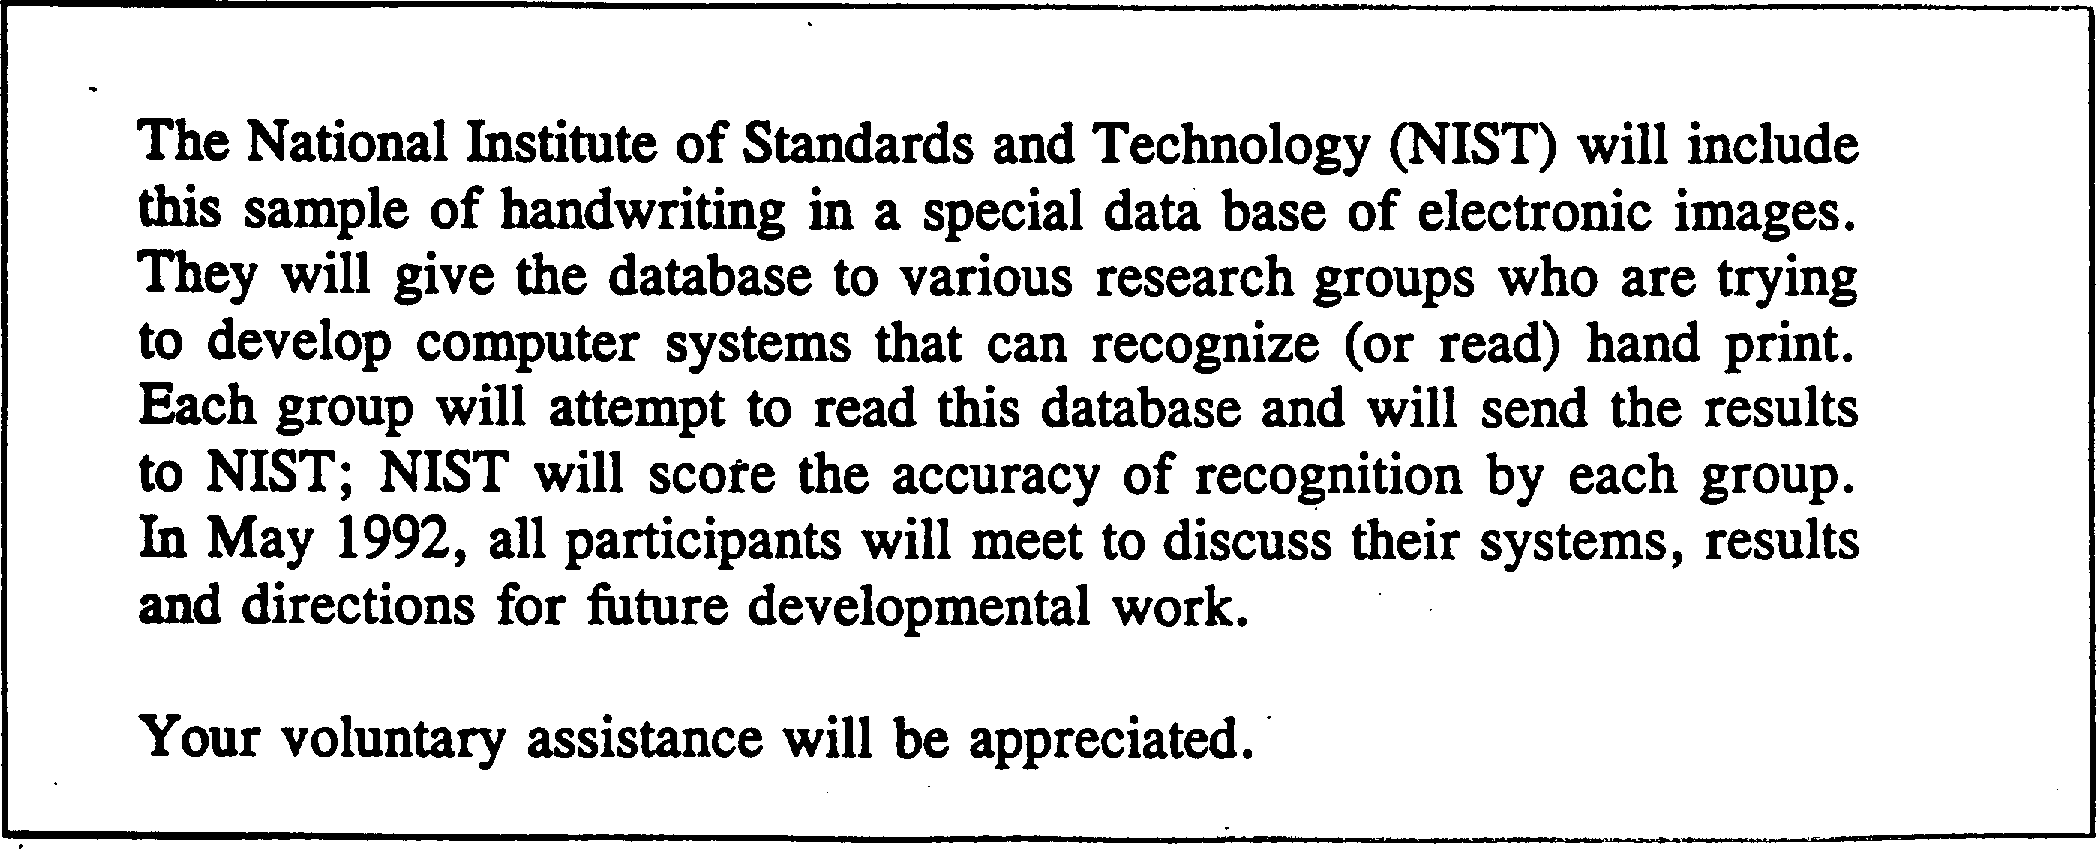 The National Institute of Standards and Technology (NIST) will include
this sample of handwriting in a special data base of electronic images.
They will give the database to various research groups who are trying
to develop computer systems that can recognize (or read) hand print.
Each group will attempt to read this database and will send the results
to NIST; NIST will score the accuracy of recognition by each group.
In May 1992, all participants will meet to discuss their systems, results
and directions for future developmental work.
Your voluntary assistance will be appreciated.